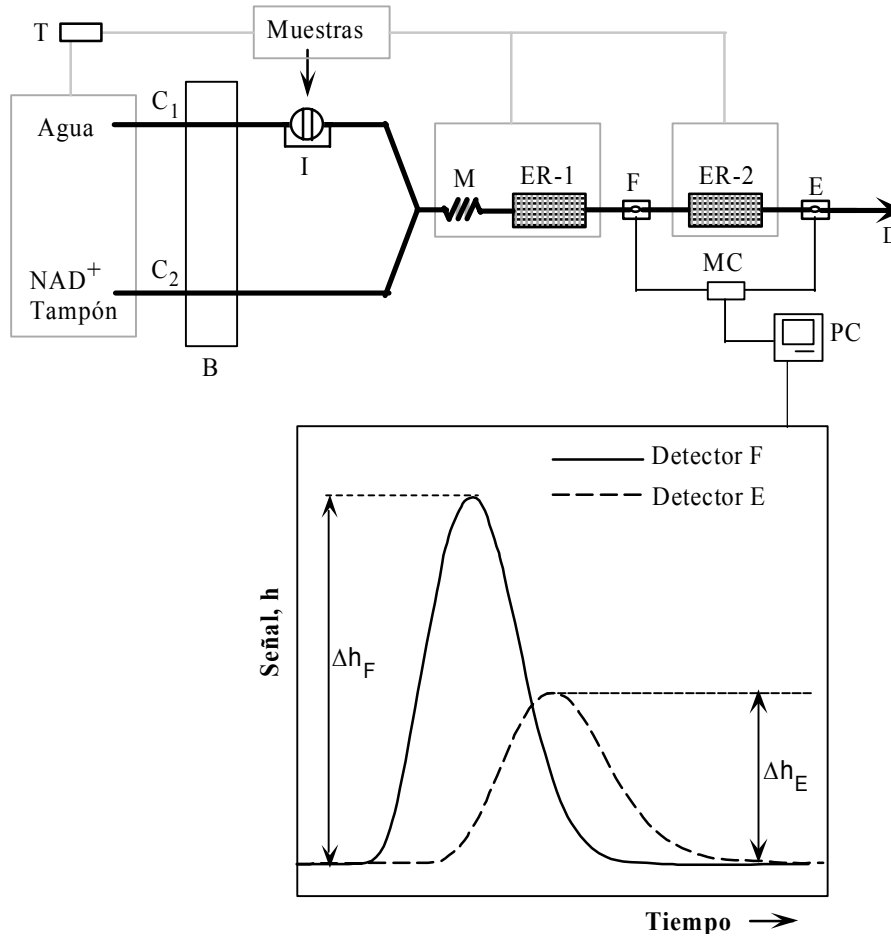 T
Muestras
C1
Agua
I
M
ER-1
F
ER-2
E
D
NAD+
Tampón
C2
MC
B
PC
Detector F
Detector E
Señal, h
ΔhF
ΔhE
Tiempo